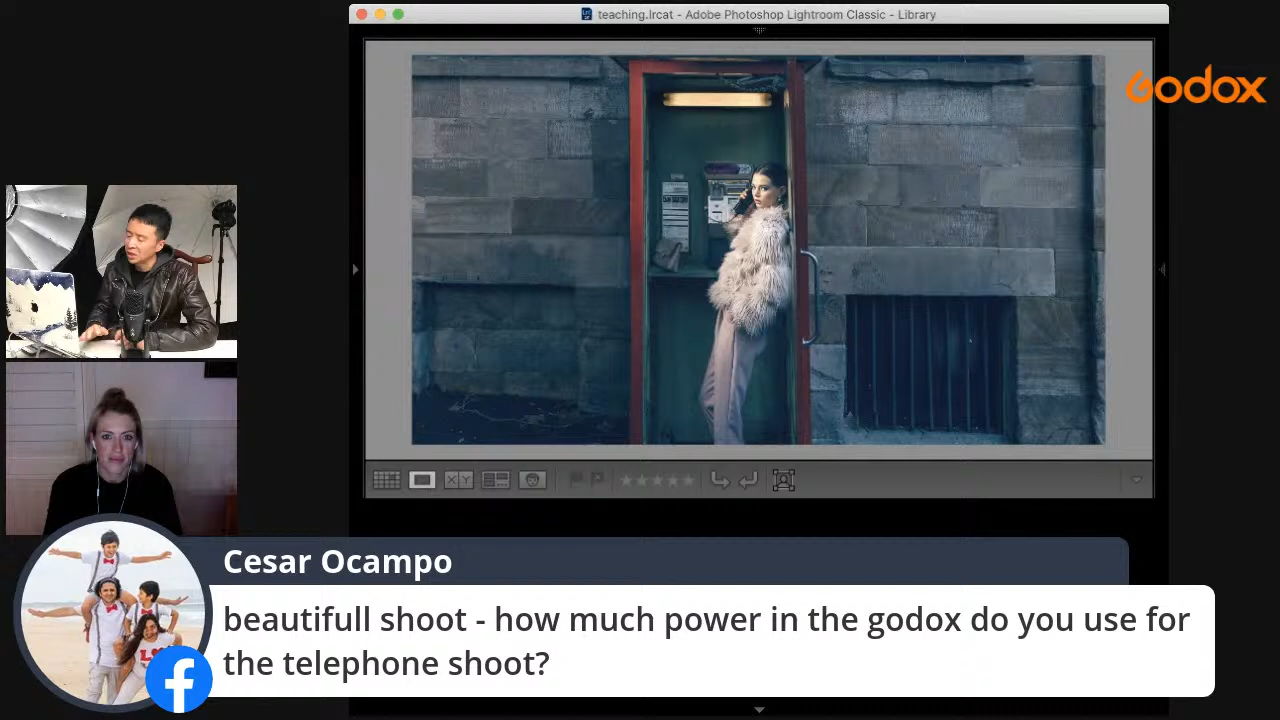 teaching.lrcat - Adobe Photoshop Lightroom Classic - Library
Godox
X Y
Cesar Ocampo
beautifull shoot - how much power in the godox do you use for
the telephone shoot?